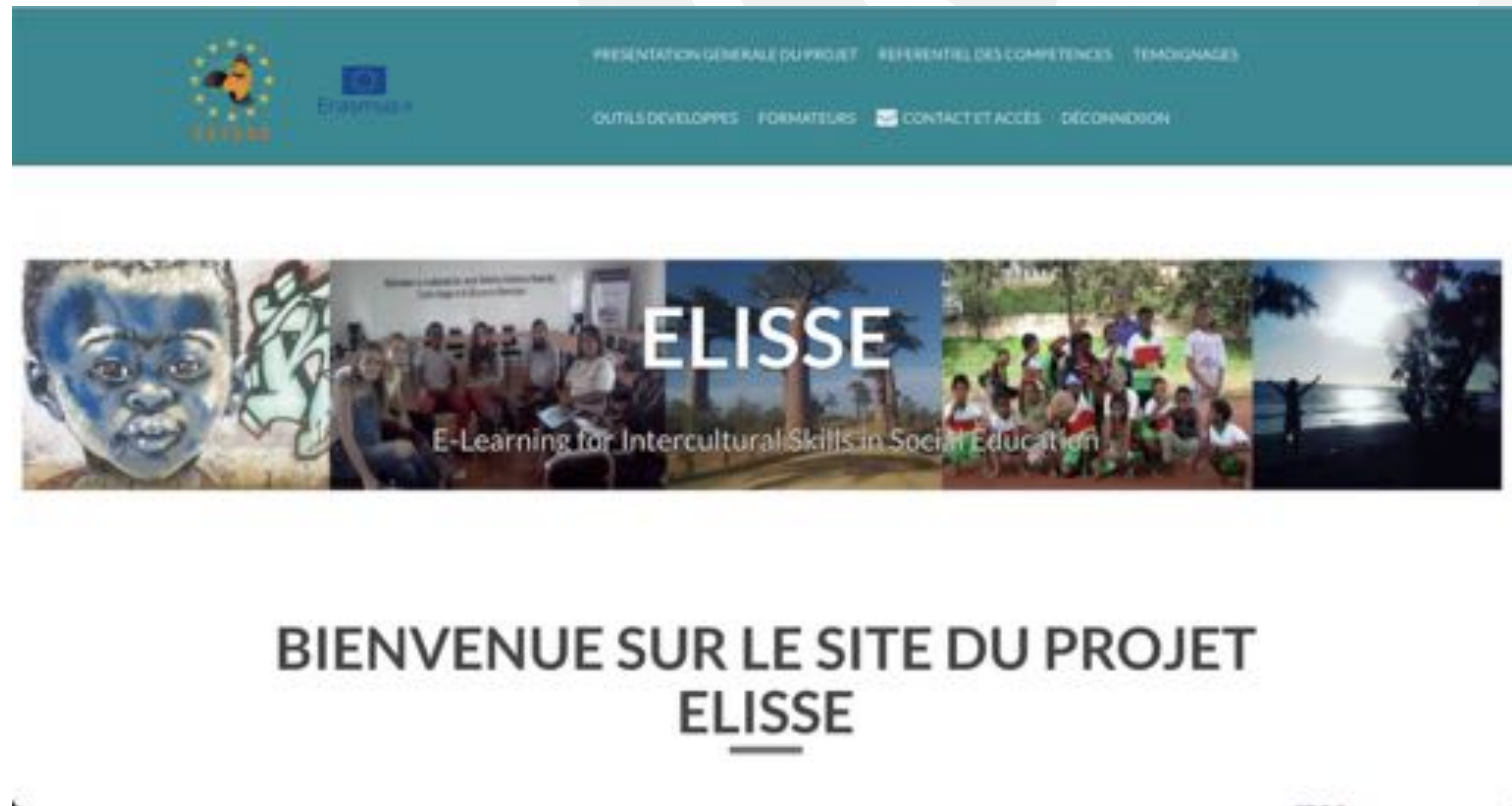 PRESENTATION GENERALE DU PROJET REFERENTIEL DES COMPETENCES TEMOIGNAGES
Erasmus+
OUTILS DEVELOPPES FORMATEURS CONTACT ET ACCÈS DÉCONNEXION
ELISSE
E-Learning for Intercultural Skills in Social Education
BIENVENUE SUR LE SITE DU PROJET
ELISSE